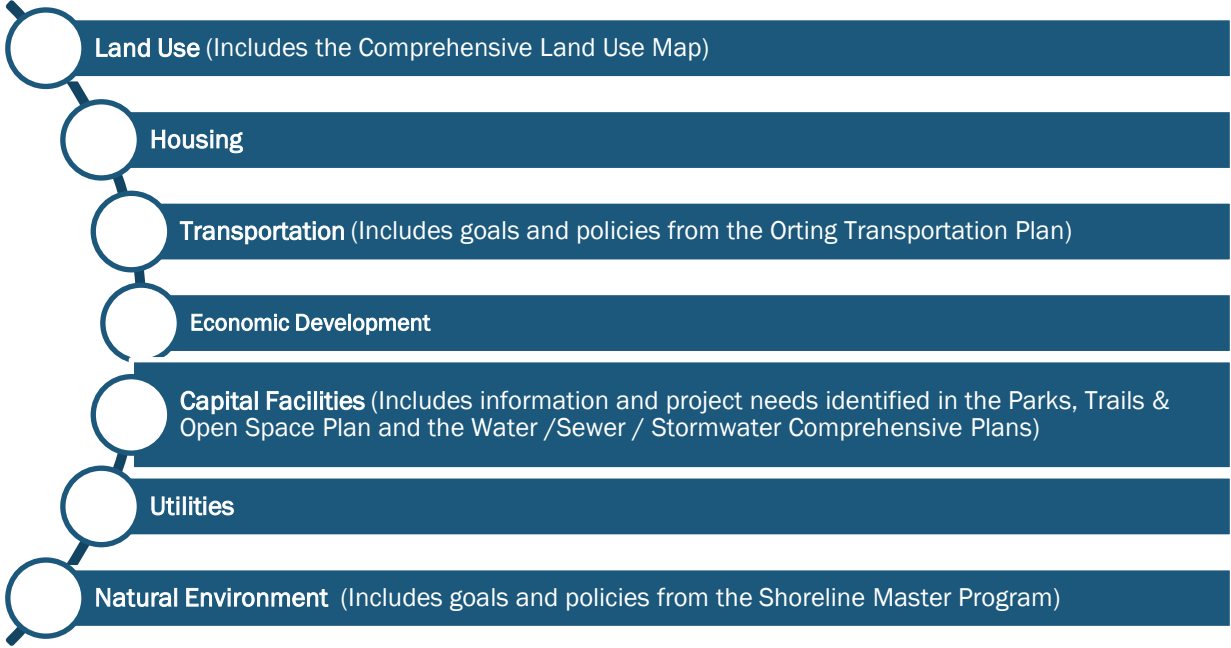 Land Use (Includes the Comprehensive Land Use Map)
Housing
Transportation (Includes goals and policies from the Orting Transportation Plan)
Economic Development
Capital Facilities (Includes information and project needs identified in the Parks, Trails &
Open Space Plan and the Water /Sewer / Stormwater Comprehensive Plans)
Utilities
Natural Environment  (Includes goals and policies from the Shoreline Master Program)